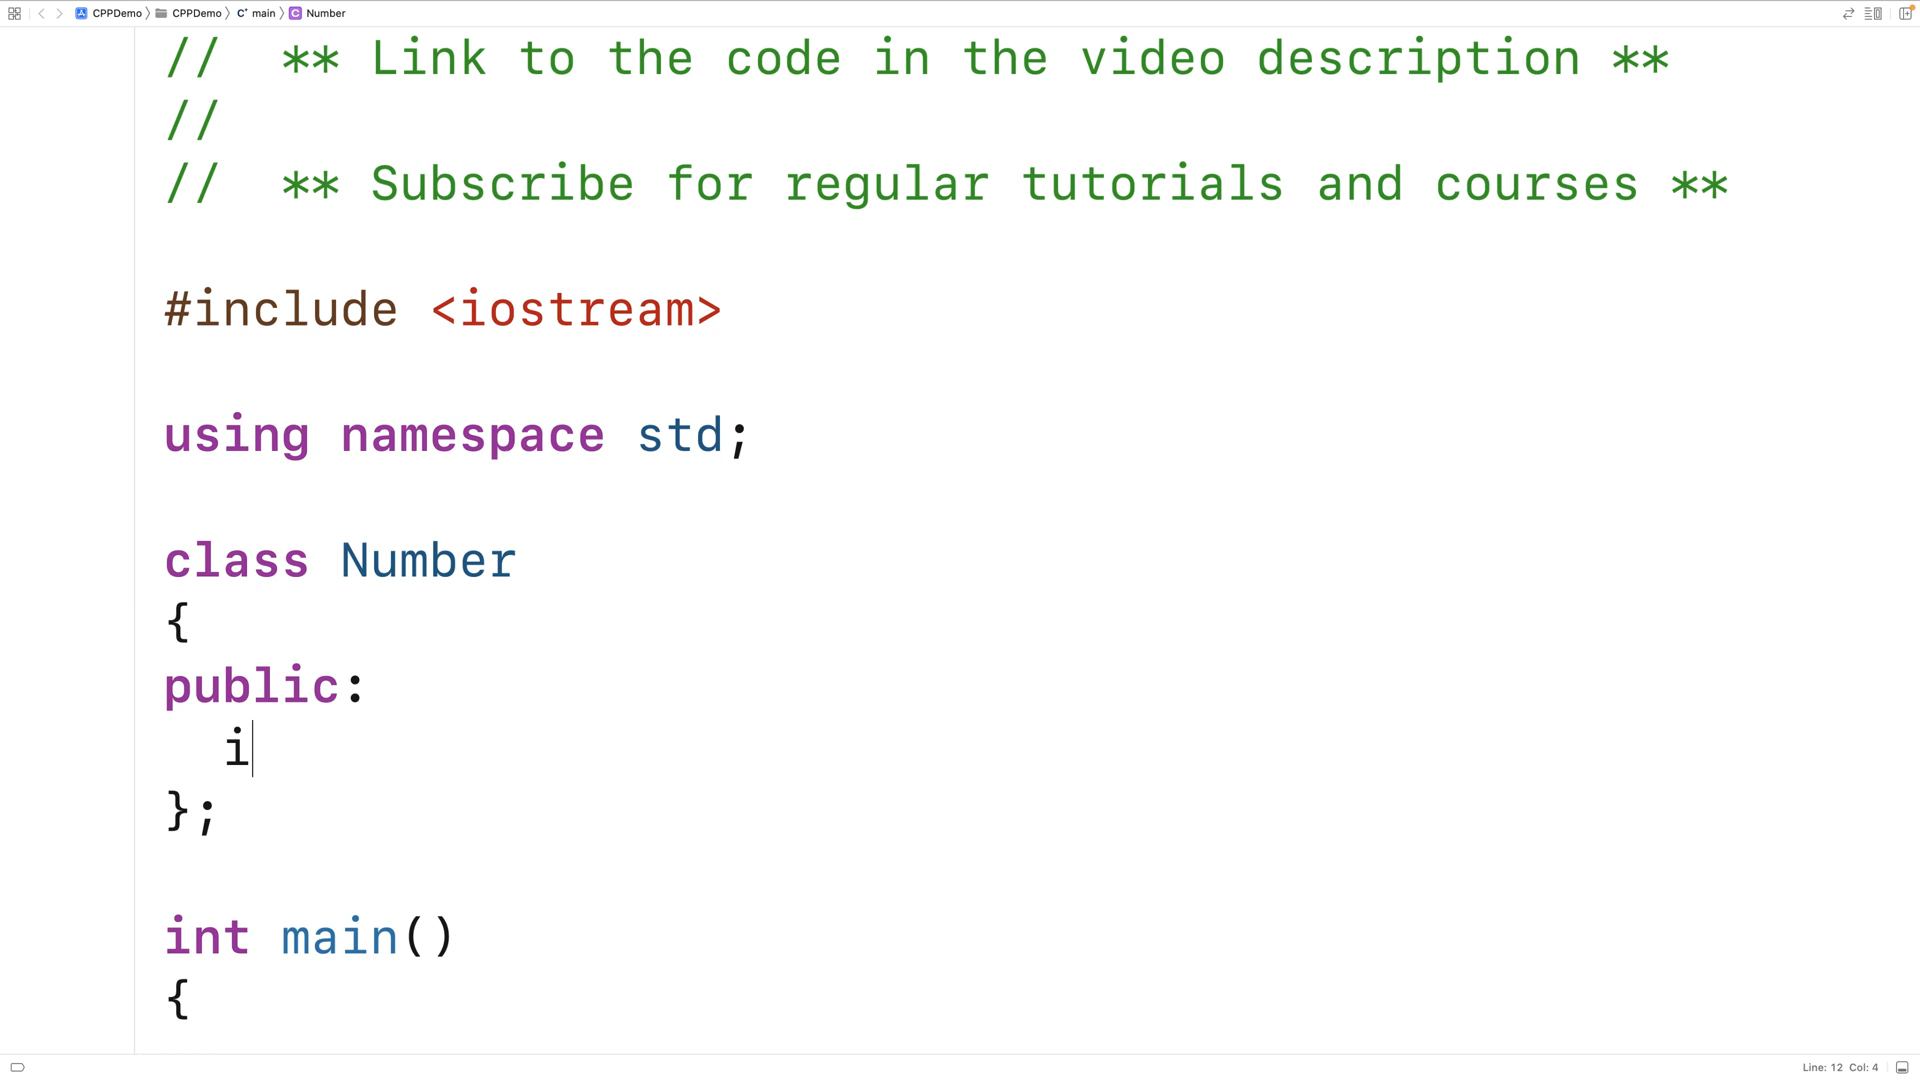 CPPDemo CPPDemo main C Number
// ** Link to the code in the video description **
//
// ** Subscribe for regular tutorials and courses **
#include <iostream>
using namespace std;
class Number
{
public:
i
};
int main()
{
Line: 12 Col: 4